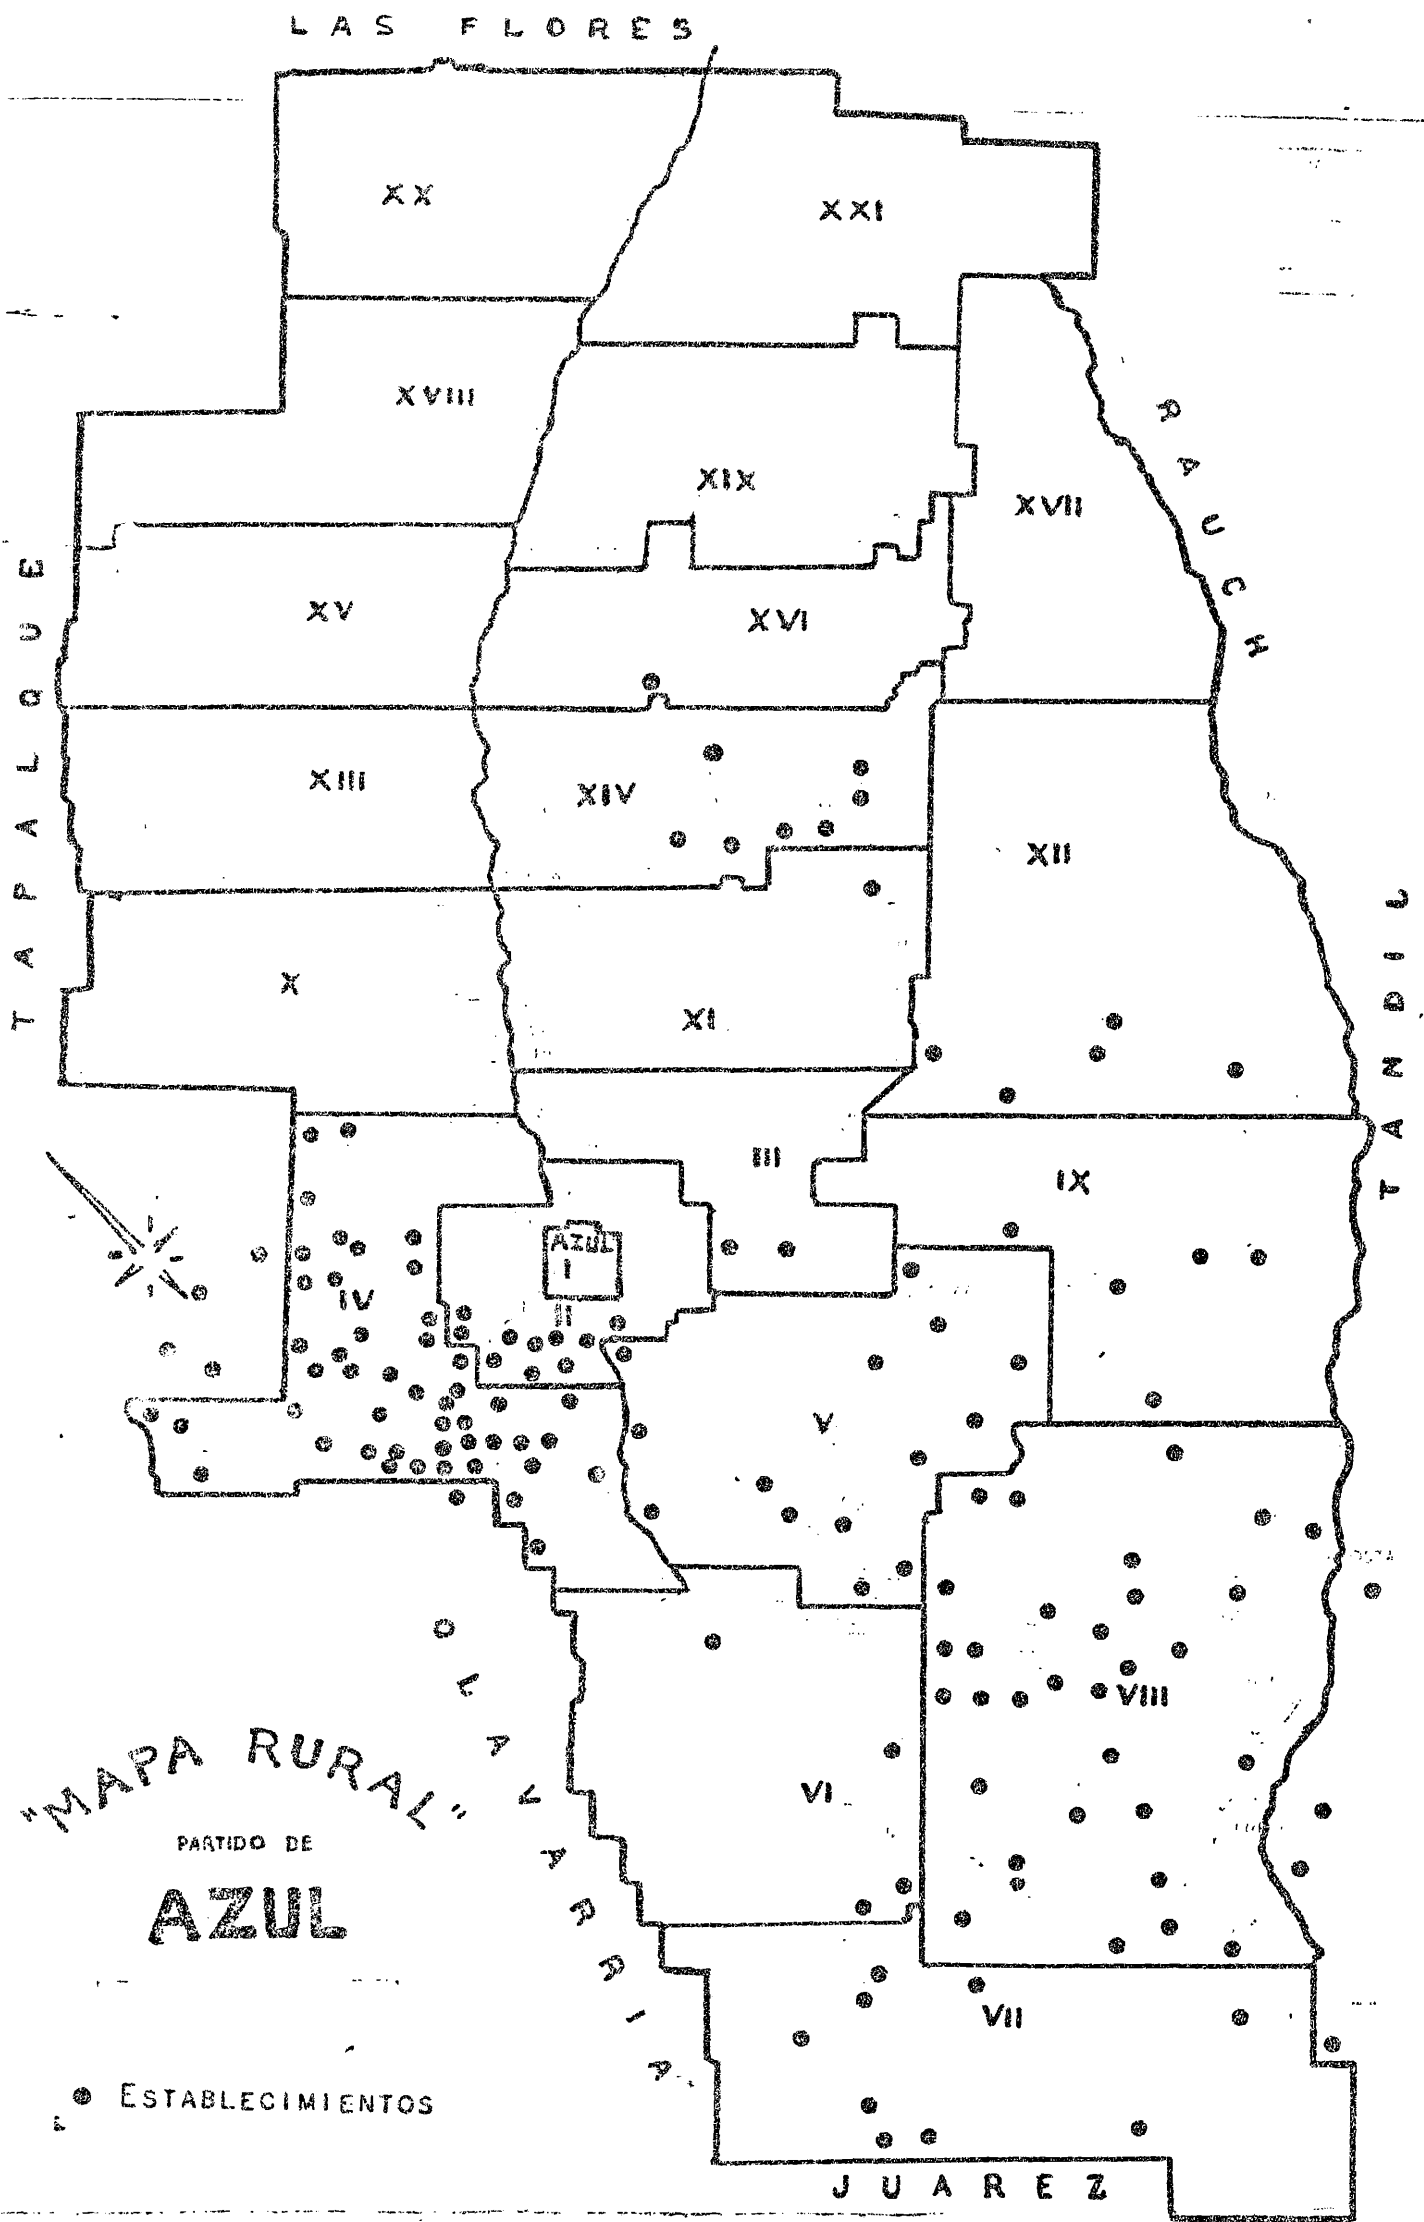 LAS FLORES
XX
XXI
XVIII
RAUCH
XIX
XVII
TAPALQUE
XV
XVI
XIII
XIV
XII
TANDIL
X
XI
III
IX
AZUL
I
IV
II
V
OLAVARRIA
VIII
"MAPA RURAL"
VI
PARTIDO DE
AZUL
VII
ESTABLECIMIENTOS
JUAREZ